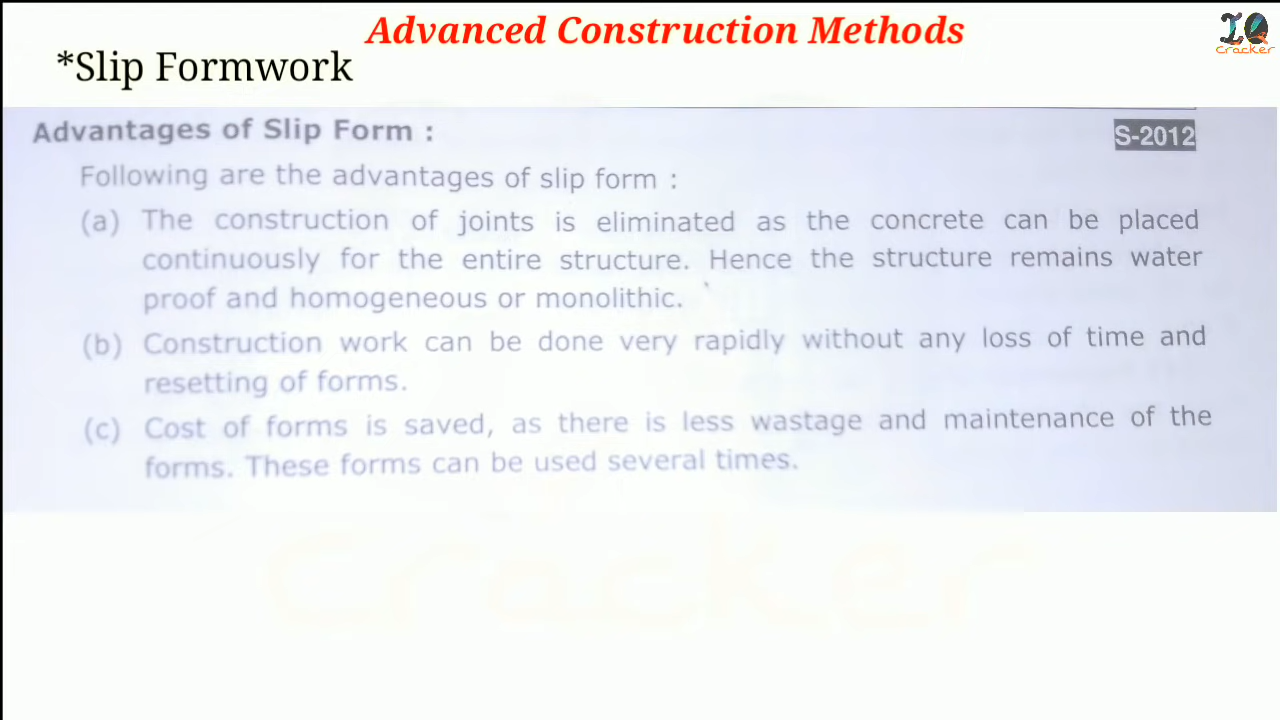 Advanced Construction Methods
IQ
cracker
*Slip Formwork
Advantages of Slip Form :
S-2012
Following are the advantages of slip form :
(a) The construction of joints is eliminated as the concrete can be placed
continuously for the entire structure. Hence the structure remains water
proof and homogeneous or monolithic.
(b) Construction work can be done very rapidly without any loss of time and
resetting of forms.
(c) Cost of forms is saved, as there is less wastage and maintenance of the
forms. These forms can be used several times.
cracker